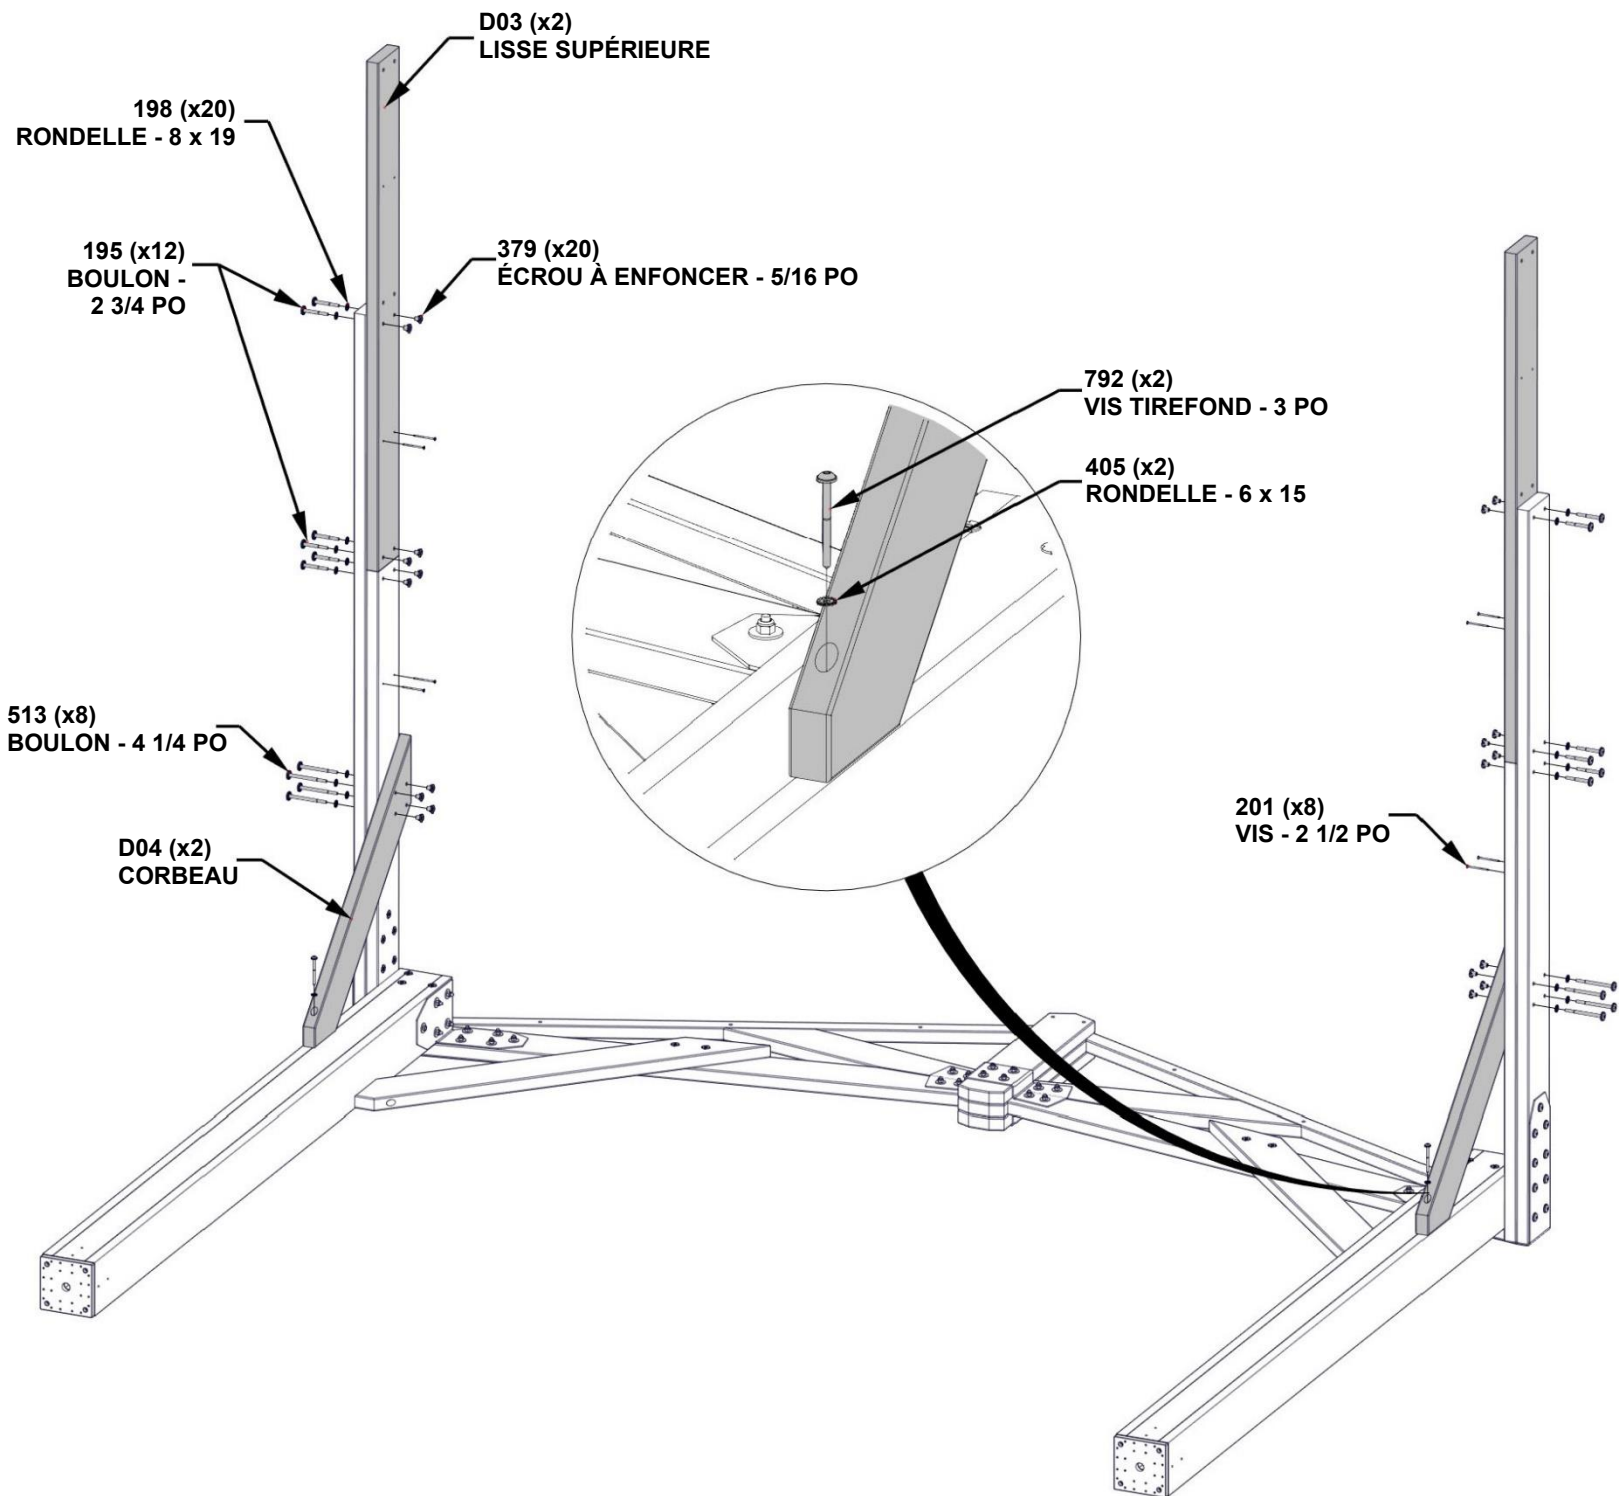 D03 (x2)
LISSE SUPÉRIEURE
198 (x20)
RONDELLE - 8 x 19
195 (x12)
BOULON -
2 3/4 PO
379 (x20)
ÉCROU À ENFONCER - 5/16 PO
792 (x2)
VIS TIREFOND - 3 PO
405 (x2)
RONDELLE - 6 x 15
513 (x8)
BOULON - 4 1/4 PO
201 (x8)
VIS - 2 1/2 PO
D04 (x2)
CORBEAU